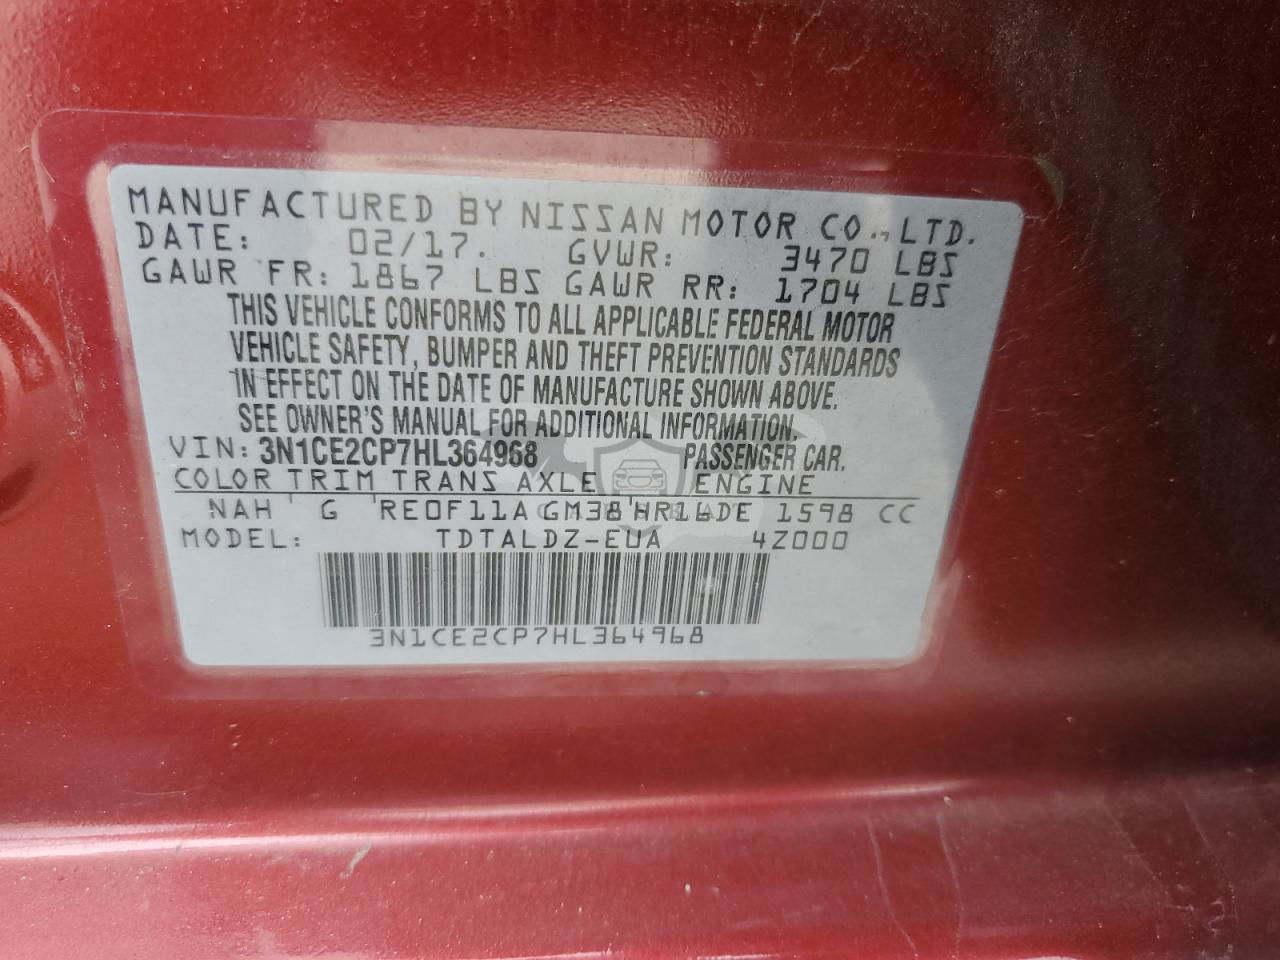 MANUFACTURED BY NISSAN MOTOR CO., LTD.
DATE: 02/17. GVWR: 3470 LBS
GAWR FR: 1867 LBS GAWR RR: 1704 LBS
THIS VEHICLE CONFORMS TO ALL APPLICABLE FEDERAL MOTOR
VEHICLE SAFETY, BUMPER AND THEFT PREVENTION STANDARDS
IN EFFECT ON THE DATE OF MANUFACTURE SHOWN ABOVE.
SEE OWNER'S MANUAL FOR ADDITIONAL INFORMATION.
VIN: 3N1CE2CP7HL364968 PASSENGER CAR.
COLOR TRIM TRANS AXLE ENGINE
NAH G RE0F11A GM38 HR16DE 1598 CC
MODEL: TDTALDZ-EUA 4Z000
3N1CE2CP7HL364968